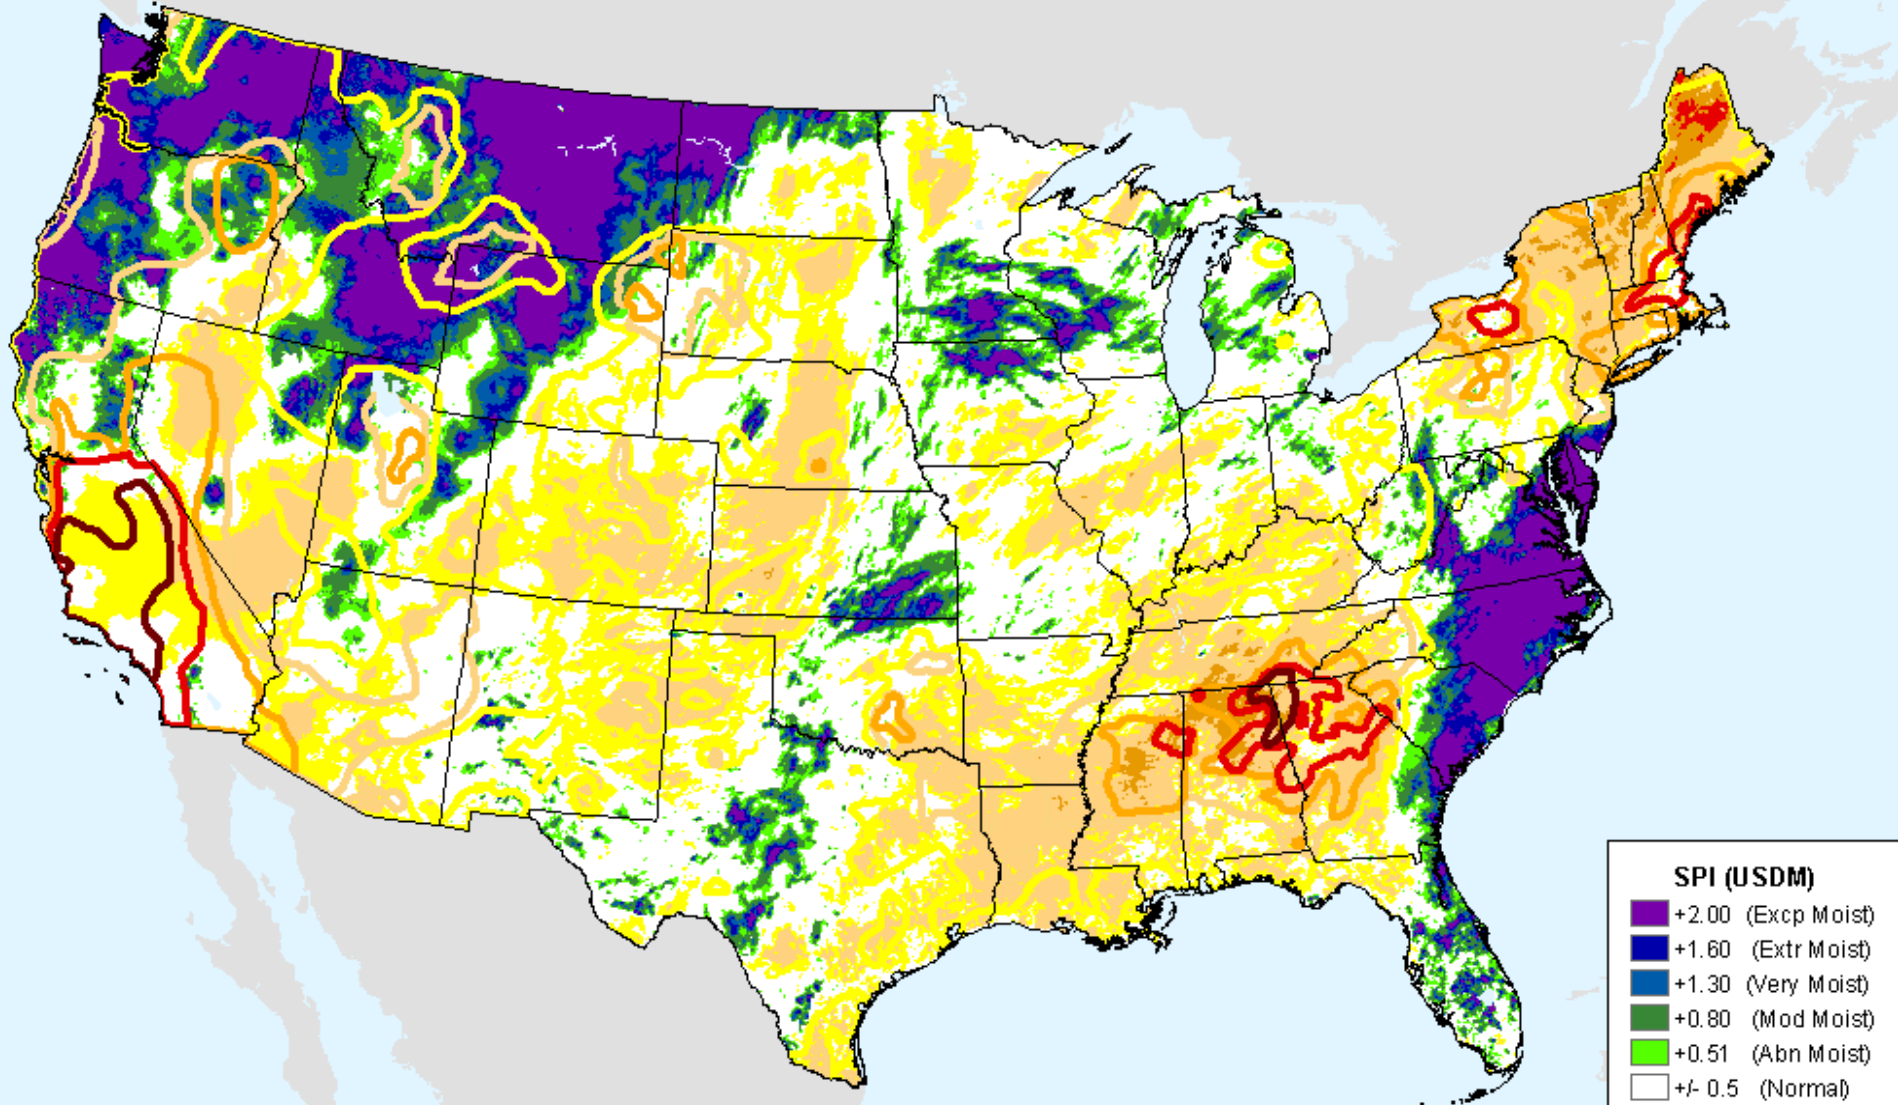 SPI (USDM)
+2.00 (Excp Moist)
+1.60 (Extr Moist)
+1.30 (Very Moist)
+0.80 (Mod Moist)
+0.51 (Abn Moist)
+/- 0.5 (Normal)